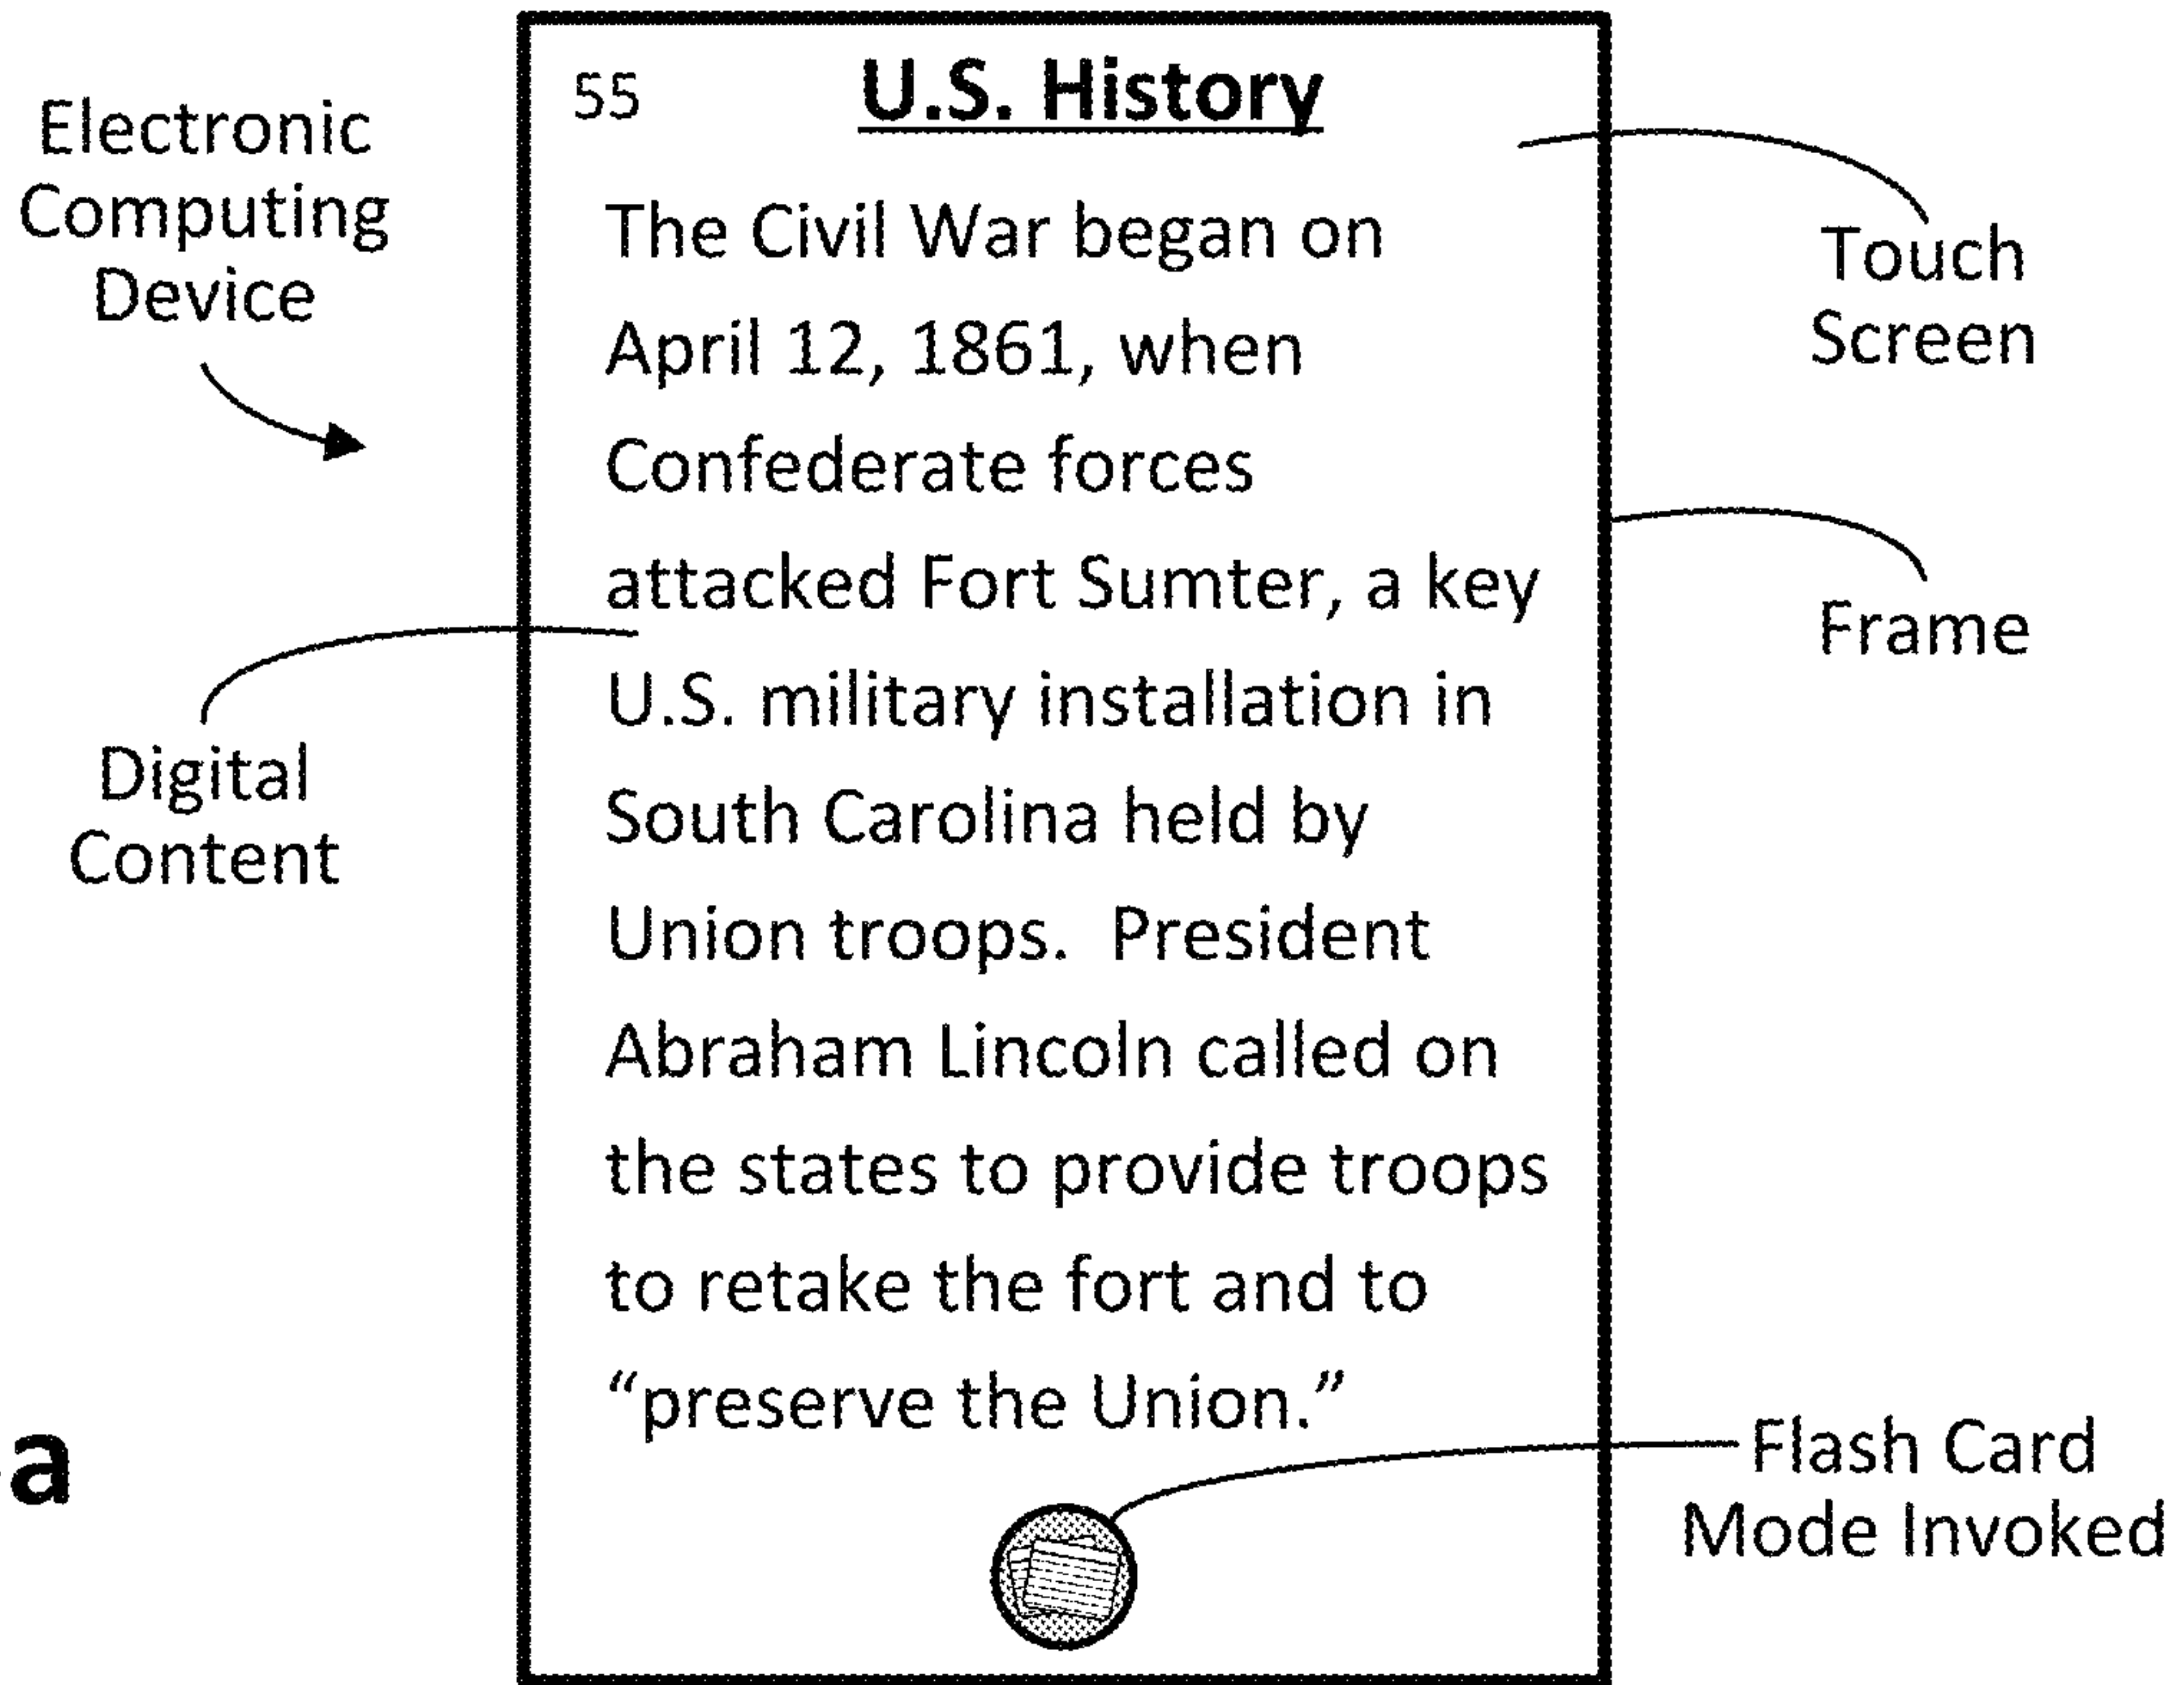 55 U.S. History
Electronic
Computing
Device
The Civil War began on
April 12, 1861, when
Confederate forces
attacked Fort Sumter, a key
U.S. military installation in
South Carolina held by
Union troops.  President
Abraham Lincoln called on
the states to provide troops
to retake the fort and to
“preserve the Union.”
Touch
Screen
Frame
Digital
Content
Flash Card
Mode Invoked
a